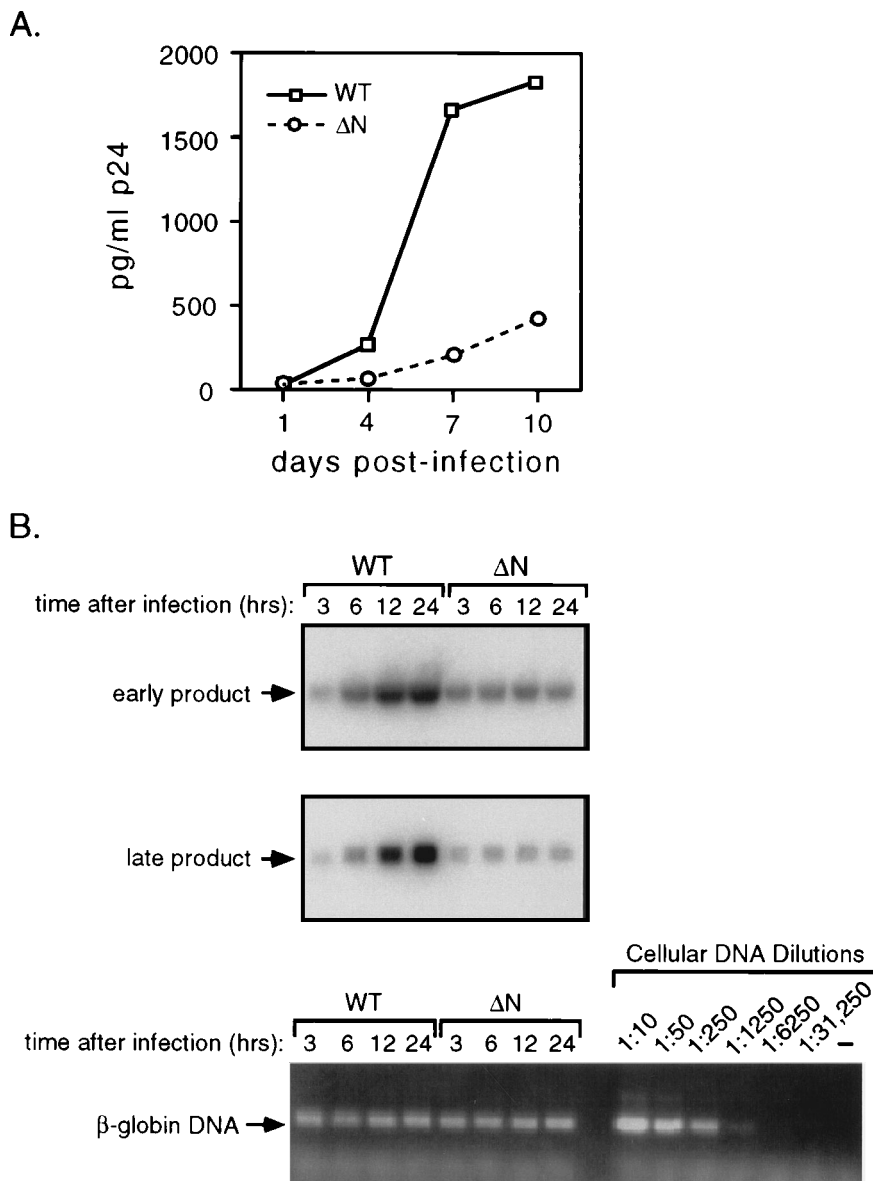 A.
2000
1500
1000
500
0
pg/ml p24
WT
ΔN
1 4 7 10
days post-infection
B.
WT ΔN
time after infection (hrs): 3 6 12 24 3 6 12 24
early product
late product
Cellular DNA Dilutions
WT ΔN
time after infection (hrs): 3 6 12 24 3 6 12 24
1:10 1:50 1:250 1:1250 1:6250 1:31,250 –
β-globin DNA